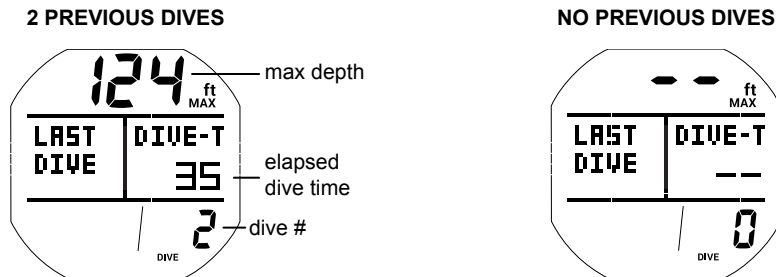 2 PREVIOUS DIVES
124 ft MAX
max depth
LAST DIVE
DIVE-T
35
elapsed dive time
2
dive #
DIVE
NO PREVIOUS DIVES
-- ft MAX
LAST DIVE
DIVE-T
--
0
DIVE